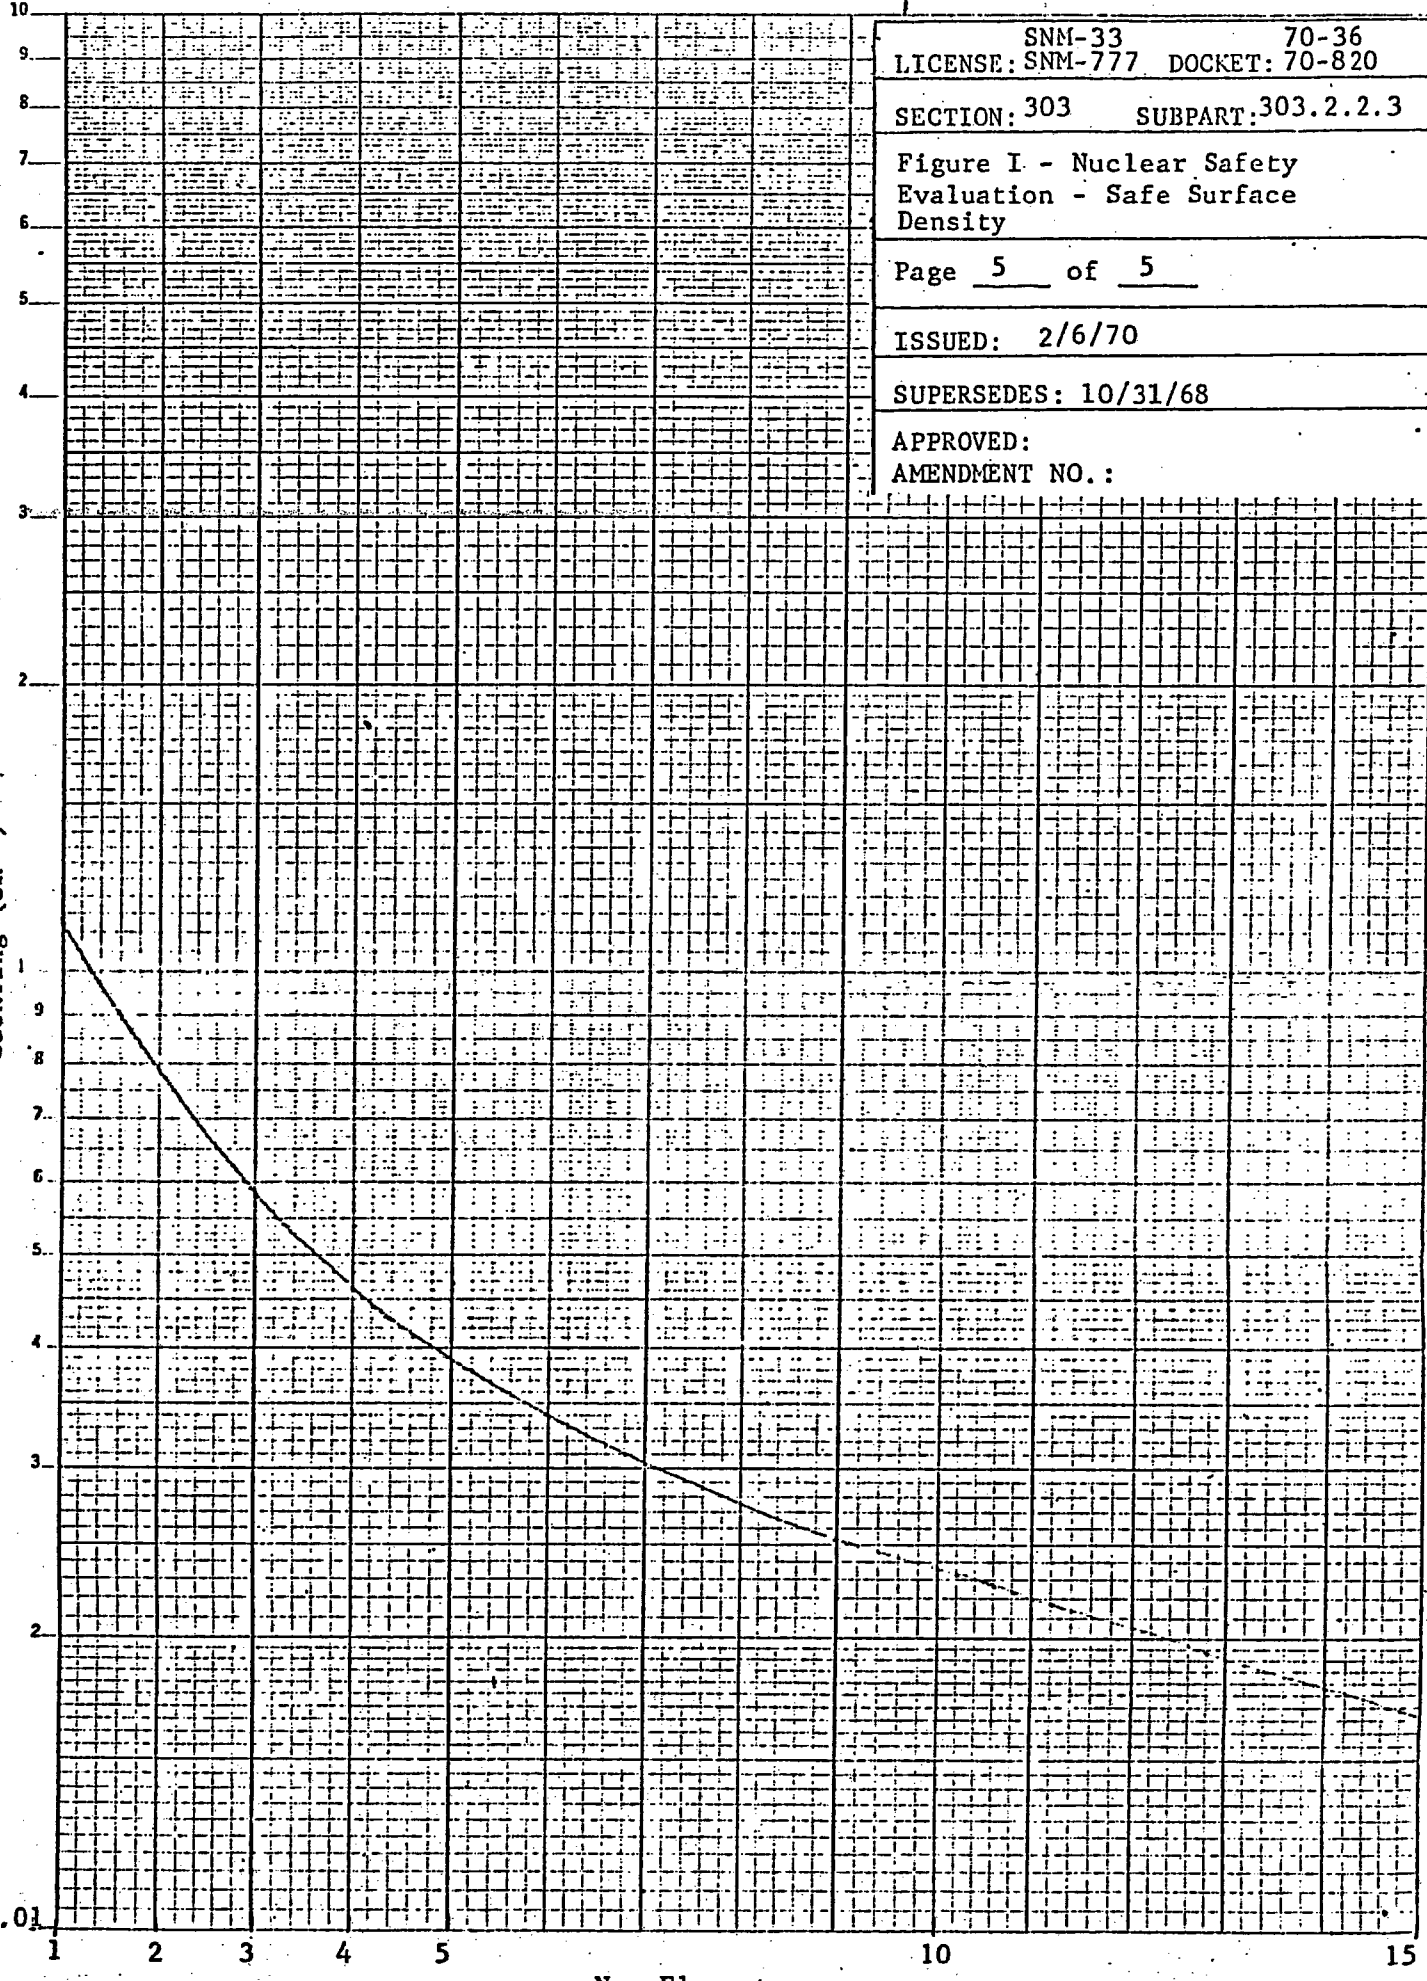 SNM-33 70-36
LICENSE: SNM-777 DOCKET: 70-820
SECTION: 303 SUBPART: 303.2.2.3
Figure I - Nuclear Safety
Evaluation - Safe Surface
Density
Page 5 of 5
ISSUED: 2/6/70
SUPERSEDES: 10/31/68
APPROVED:
AMENDMENT NO.:
10
9
8
7
6
5
4
3
2
1
9
8
7
6
5
4
3
2
.01
1 2 3 4 5 10 15